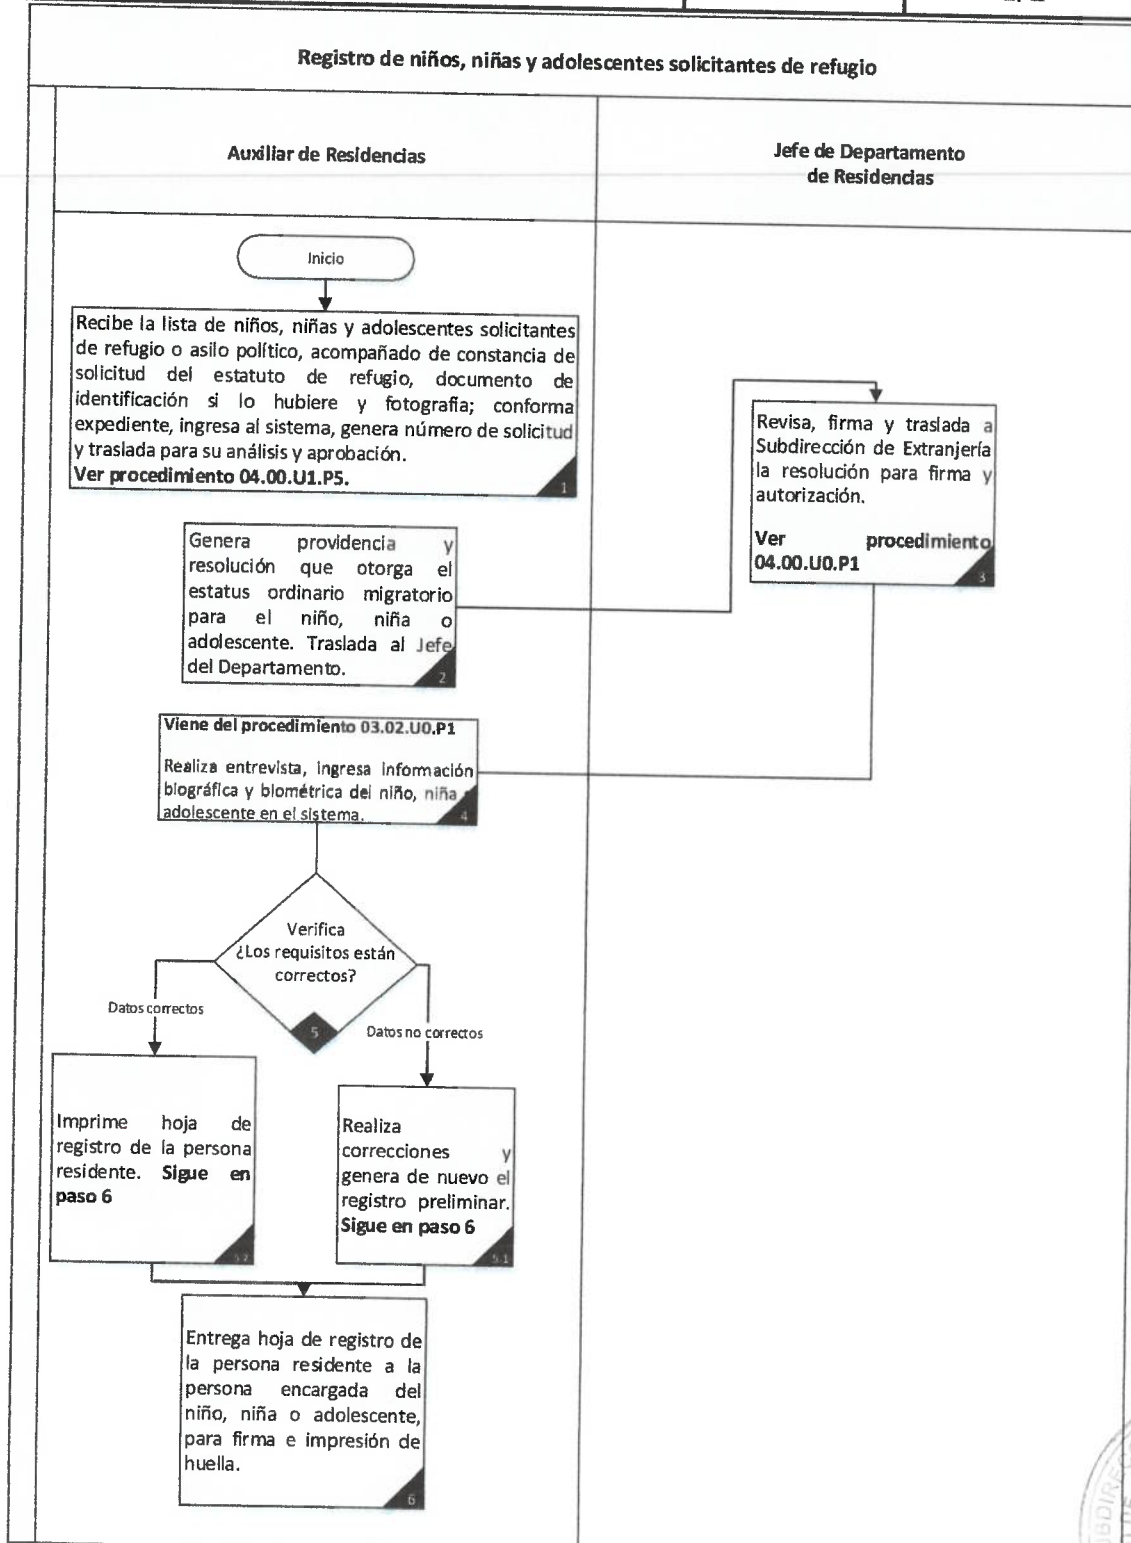 Registro de niños, niñas y adolescentes solicitantes de refugio
Auxiliar de Residencias
Jefe de Departamento
de Residencias
Inicio
Recibe la lista de niños, niñas y adolescentes solicitantes
de refugio o asilo político, acompañado de constancia de
solicitud del estatuto de refugio, documento de
identificación si lo hubiere y fotografía; conforma
expediente, ingresa al sistema, genera número de solicitud
y traslada para su análisis y aprobación.
Ver procedimiento 04.00.U1.P5.
1
Genera providencia y
resolución que otorga el
estatus ordinario migratorio
para el niño, niña o
adolescente. Traslada al Jefe
del Departamento.
2
Revisa, firma y traslada a
Subdirección de Extranjería
la resolución para firma y
autorización.
Ver procedimiento
04.00.U0.P1
3
Viene del procedimiento 03.02.U0.P1
Realiza entrevista, ingresa información
biográfica y biométrica del niño, niña
adolescente en el sistema.
4
Verifica
¿Los requisitos están
correctos?
5
Datos correctos
Datos no correctos
Imprime hoja de
registro de la persona
residente. Sigue en
paso 6
5.2
Realiza
correcciones y
genera de nuevo el
registro preliminar.
Sigue en paso 6
5.1
Entrega hoja de registro de
la persona residente a la
persona encargada del
niño, niña o adolescente,
para firma e impresión de
huella.
6